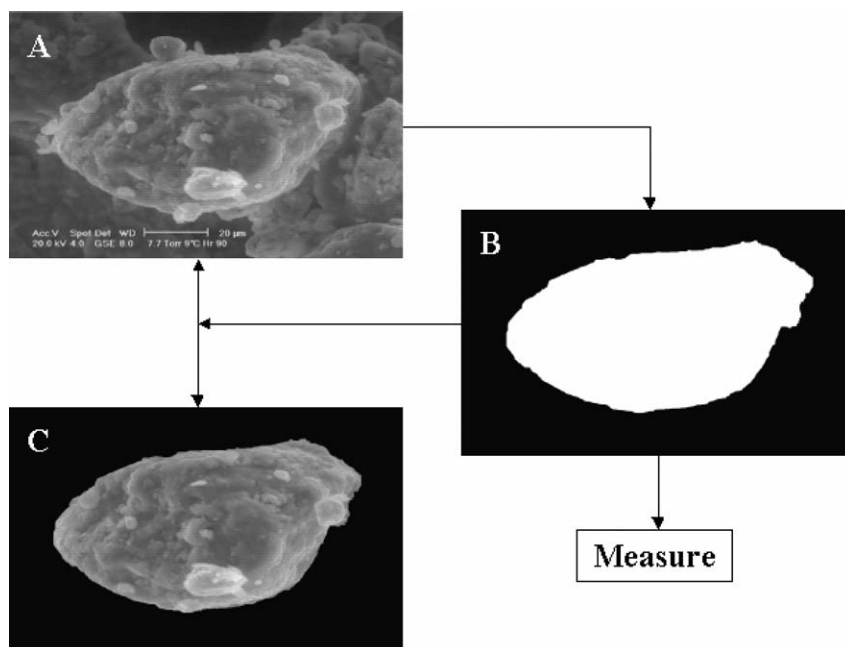 A
Acc.V Spot Det WD 20 µm
20.0 kV 4.0 GSE 8.0 7.7 Torr 9°C Hr 90
B
C
Measure